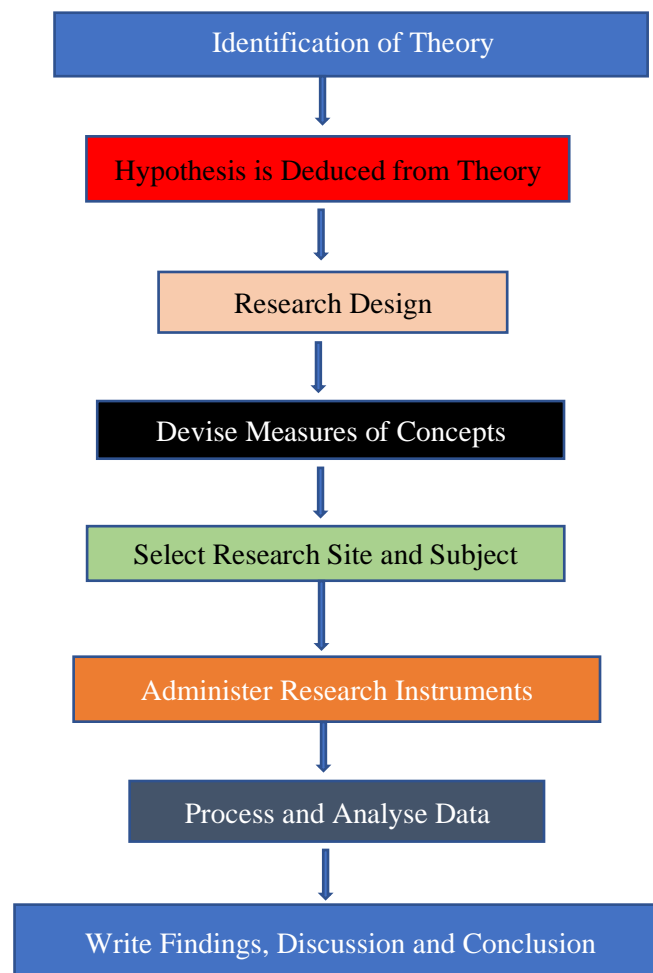 Identification of Theory
Hypothesis is Deduced from Theory
Research Design
Devise Measures of Concepts
Select Research Site and Subject
Administer Research Instruments
Process and Analyse Data
Write Findings, Discussion and Conclusion